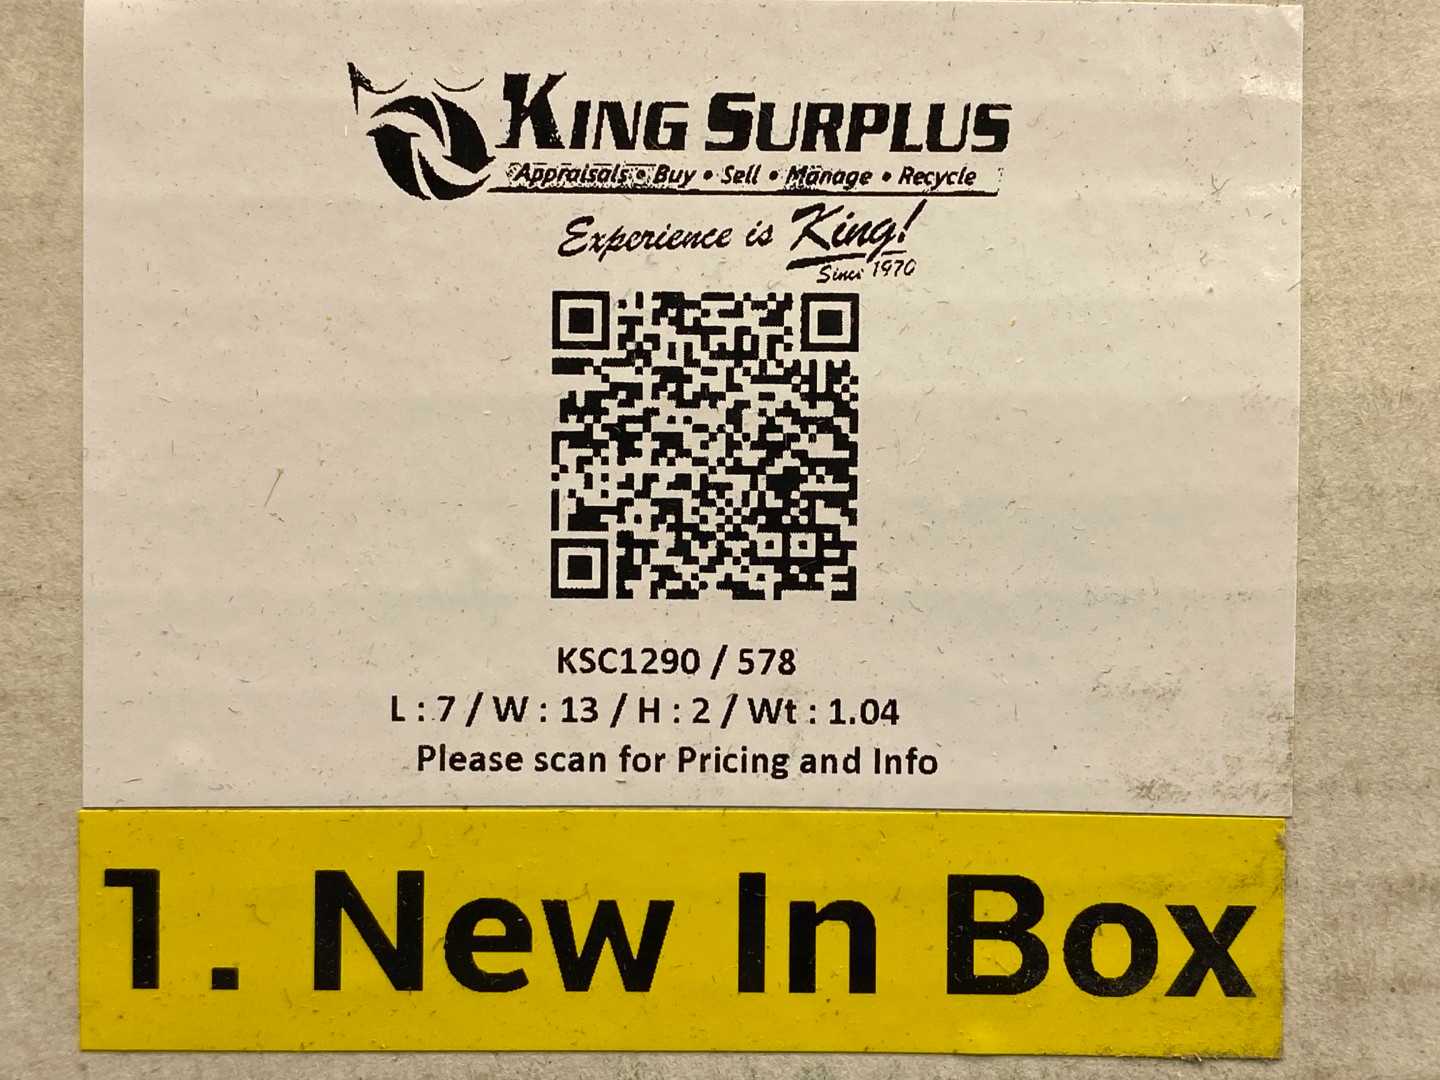 KING SURPLUS
Appraisals • Buy • Sell • Manage • Recycle
Experience is King!
Since 1970
KSC1290 / 578
L : 7 / W : 13 / H : 2 / Wt : 1.04
Please scan for Pricing and Info
1. New In Box